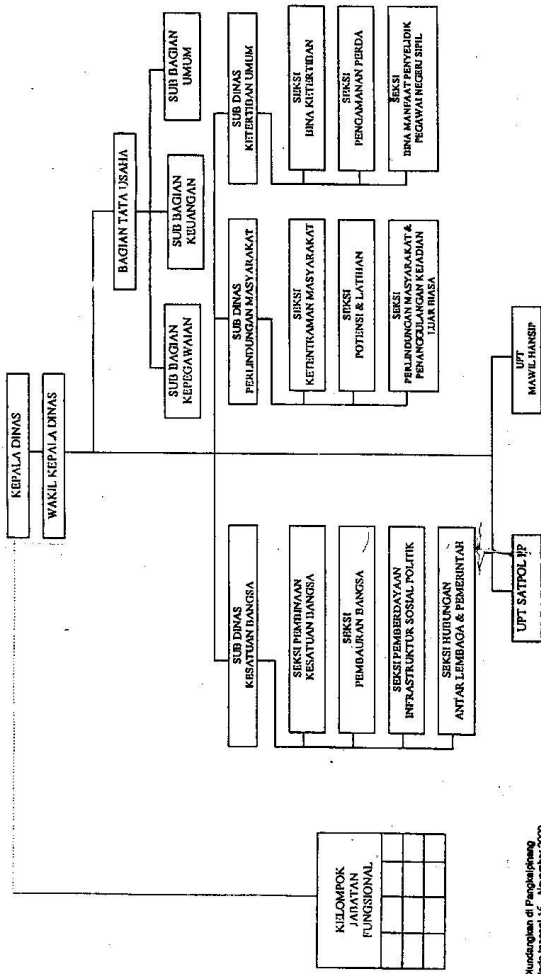 KEPALA DINAS
WAKIL KEPALA DINAS
BAGIAN TATA USAHA
SUB BAGIAN
KEPEGAWAIAN
SUB BAGIAN
KEUANGAN
SUB BAGIAN
UMUM
KELOMPOK
JABATAN
FUNGSIONAL
SUB DINAS
KESATUAN BANGSA
SEKSI PEMBINAAN
KESATUAN BANGSA
SEKSI
PEMBAURAN BANGSA
SEKSI PEMBERDAYAAN
INFRASTRUKTUR SOSIAL POLITIK
SEKSI HUBUNGAN
ANTAR LEMBAGA & PEMERINTAH
SUB DINAS
PERLINDUNGAN MASYARAKAT
SEKSI
KETENTRAMAN MASYARAKAT
SEKSI
POTENSI & LATIHAN
SEKSI
PERLINDUNGAN MASYARAKAT &
PENANGGULANGAN KEJADIAN
LUAR BIASA
SUB DINAS
KETERTIBAN UMUM
SEKSI
BINA KETERTIBAN
SEKSI
PENGAMANAN PERDA
SEKSI
BINA MANFAAT PENYELIDIK
PEGAWAI NEGERI SIPIL
UPT SATPOL PP
UPT
MAWIL HANSIP
Diundangkan di Pangkalpinang